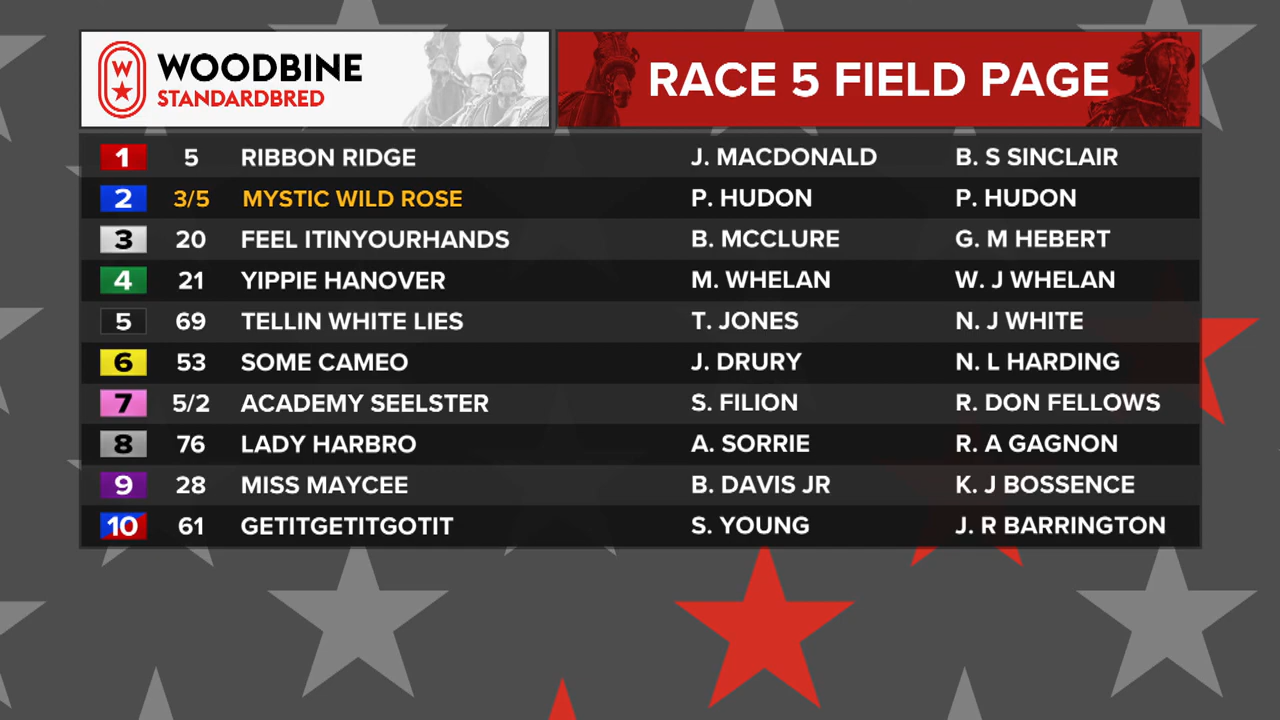 W WOODBINE
STANDARDBRED
RACE 5 FIELD PAGE
1 5 RIBBON RIDGE J. MACDONALD B. S SINCLAIR
2 3/5 MYSTIC WILD ROSE P. HUDON P. HUDON
3 20 FEEL ITINYOURHANDS B. MCCLURE G. M HEBERT
4 21 YIPPIE HANOVER M. WHELAN W. J WHELAN
5 69 TELLIN WHITE LIES T. JONES N. J WHITE
6 53 SOME CAMEO J. DRURY N. L HARDING
7 5/2 ACADEMY SEELSTER S. FILION R. DON FELLOWS
8 76 LADY HARBRO A. SORRIE R. A GAGNON
9 28 MISS MAYCEE B. DAVIS JR K. J BOSSENCE
10 61 GETITGETITGOTIT S. YOUNG J. R BARRINGTON